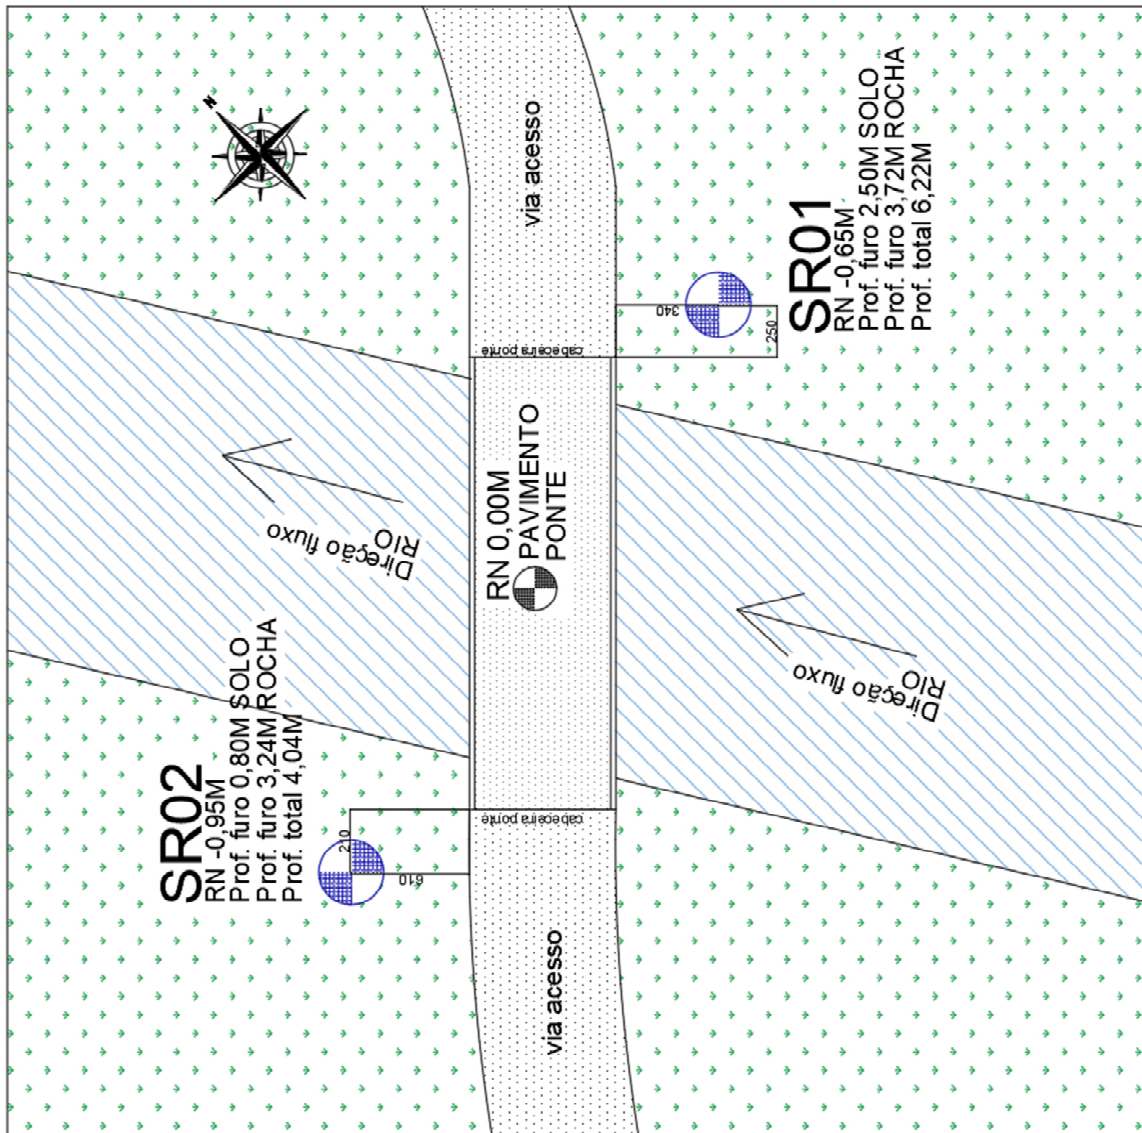 N
via acesso
SR01
RN -0,65M
Prof. furo 2,50M SOLO
Prof. furo 3,72M ROCHA
Prof. total 6,22M
340
250
cabeceira ponte
RN 0,00M
PAVIMENTO
PONTE
Direção fluxo
RIO
Direção fluxo
RIO
SR02
RN -0,95M
Prof. furo 0,80M SOLO
Prof. furo 3,24M ROCHA
Prof. total 4,04M
210
610
cabeceira ponte
via acesso